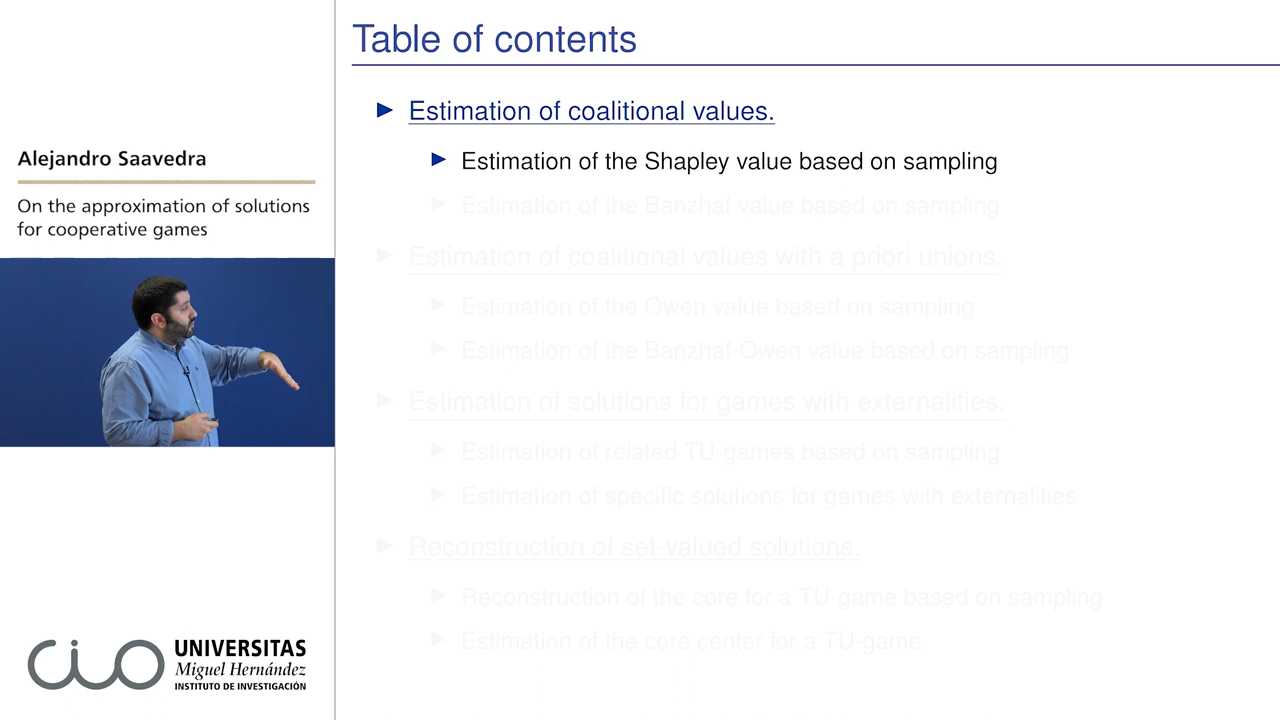 Alejandro Saavedra
On the approximation of solutions
for cooperative games
UNIVERSITAS
Miguel Hernández
INSTITUTO DE INVESTIGACIÓN
Table of contents
Estimation of coalitional values.
Estimation of the Shapley value based on sampling
Estimation of the Banzhaf value based on sampling
Estimation of coalitional values with a priori unions.
Estimation of the Owen value based on sampling
Estimation of the Banzhaf-Owen value based on sampling
Estimation of solutions for games with externalities.
Estimation of related TU-games based on sampling
Estimation of specific solutions for games with externalities
Reconstruction of set-valued solutions.
Reconstruction of the core for a TU-game based on sampling
Estimation of the core center for a TU-game